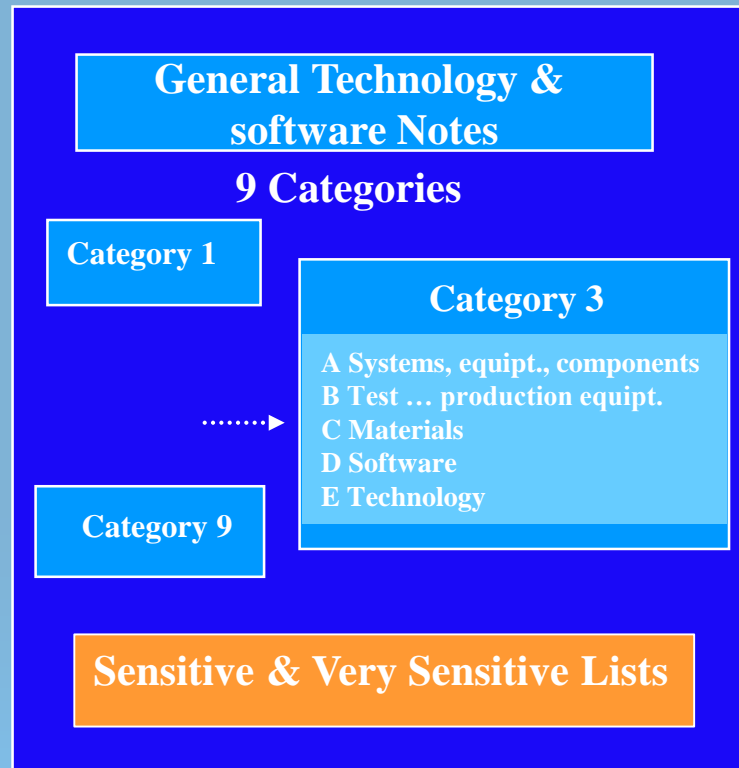 General Technology &
software Notes
9 Categories
Category 1
Category 3
A Systems, equipt., components
B Test … production equipt.
C Materials
D Software
E Technology
Category 9
Sensitive & Very Sensitive Lists